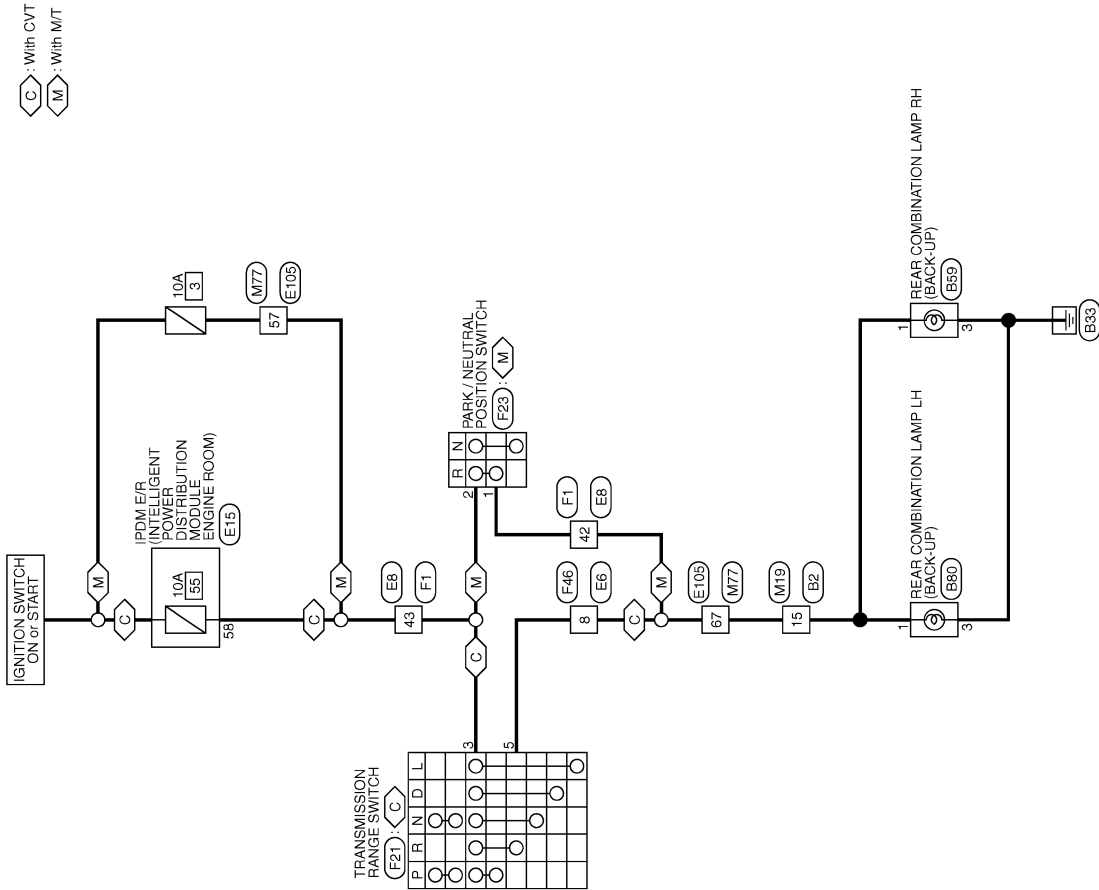 C : With CVT
M : With M/T
IGNITION SWITCH
ON or START
M
C
IPDM E/R
(INTELLIGENT
POWER
DISTRIBUTION
MODULE
ENGINE ROOM)
E15
10A
55
58
10A
3
M77
57
E105
C
M
E8
43
F1
C
M
TRANSMISSION
RANGE SWITCH
F21 : C
P R N D L
3
5
PARK / NEUTRAL
POSITION SWITCH
F23 : M
R N
2
1
F1
42
E8
F46
8
E6
C
M
E105
67
M77
M19
15
B2
REAR COMBINATION LAMP LH
(BACK-UP)
B80
1
3
REAR COMBINATION LAMP RH
(BACK-UP)
B59
1
3
B33